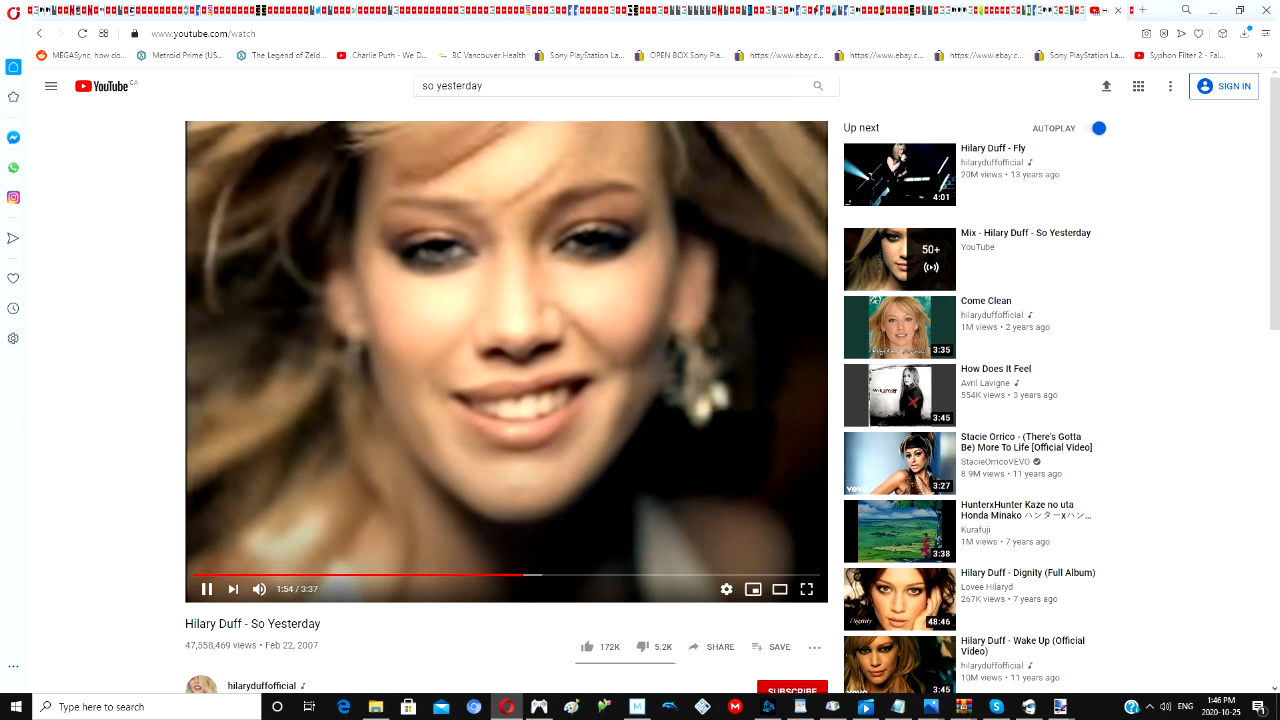 www.youtube.com/watch
MEGASync, how do...
Metroid Prime (US...
The Legend of Zeld...
Charlie Puth - We D...
BC Vancouver Health
Sony PlayStation La...
OPEN BOX Sony Pla...
https://www.ebay.c...
https://www.ebay.c...
https://www.ebay.c...
Sony PlayStation La...
Syphon Filter 2 - Fai...
YouTube CA
so yesterday
SIGN IN
Up next
AUTOPLAY
Hilary Duff - Fly
hilaryduffofficial
20M views • 13 years ago
4:01
Mix - Hilary Duff - So Yesterday
YouTube
50+
Come Clean
hilaryduffofficial
1M views • 2 years ago
3:35
How Does It Feel
Avril Lavigne
554K views • 3 years ago
3:45
Stacie Orrico - (There's Gotta
Be) More To Life [Official Video]
StacieOrricoVEVO
8.9M views • 11 years ago
vevo
3:27
HunterxHunter Kaze no uta
Honda Minako ハンターxハン...
Kurafuji
1M views • 7 years ago
3:38
Hilary Duff - Dignity (Full Album)
Lovee Hilaryd
267K views • 7 years ago
Dignity
48:46
Hilary Duff - Wake Up (Official
Video)
hilaryduffofficial
10M views • 11 years ago
vevo
3:45
1:54 / 3:37
Hilary Duff - So Yesterday
47,558,469 views • Feb 22, 2007
172K
5.2K
SHARE
SAVE
hilaryduffofficial
SUBSCRIBE
Type here to search
ENG
1:46 PM
2020-10-25